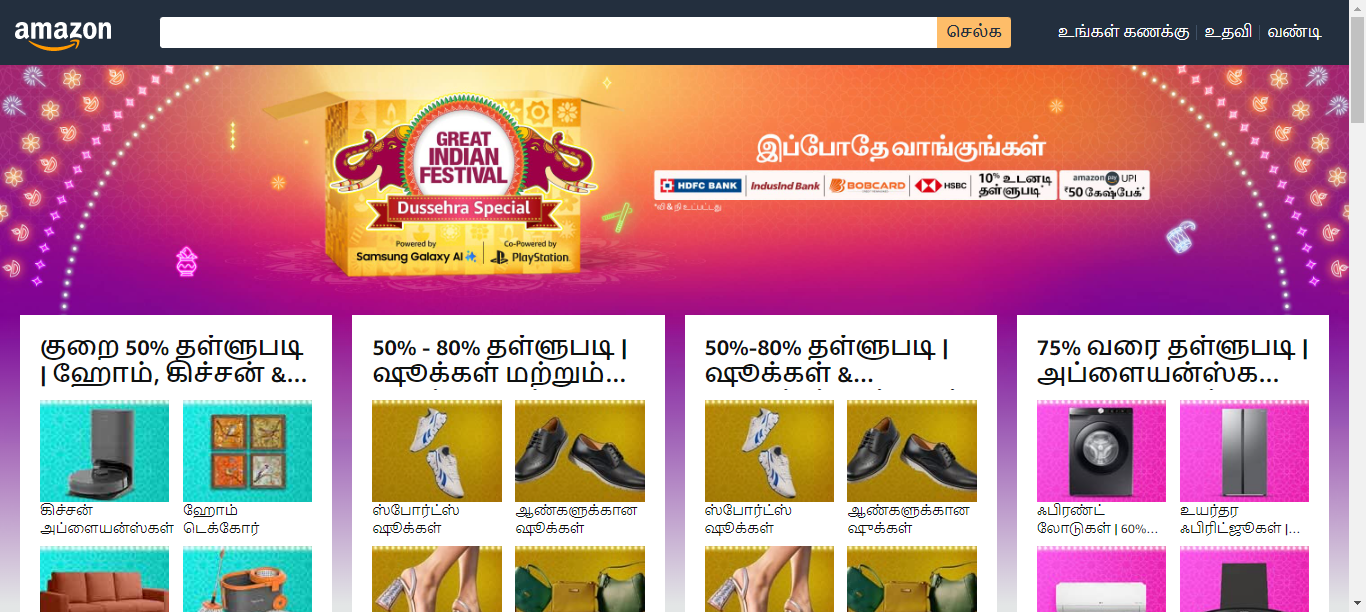 amazon
செல்க
உங்கள் கணக்கு
உதவி
வண்டி
GREAT
INDIAN
FESTIVAL
Dussehra Special
Powered by
Samsung Galaxy AI
Co-Powered by
PlayStation
இப்போதே வாங்குங்கள்
HDFC BANK
IndusInd Bank
BOBCARD
HSBC
10% உடனடி
தள்ளுபடி**
amazon pay UPI
₹50 கேஷ்பேக்*
*வி & நி உட்பட்டது
குறை 50% தள்ளுபடி
| ஹோம், கிச்சன் &...
கிச்சன்
அப்ளையன்ஸ்கள்
ஹோம்
டெக்கோர்
50% - 80% தள்ளுபடி |
ஷூக்கள் மற்றும்...
ஸ்போர்ட்ஸ்
ஷூக்கள்
ஆண்களுக்கான
ஷூக்கள்
50%-80% தள்ளுபடி |
ஷூக்கள் &...
ஸ்போர்ட்ஸ்
ஷூக்கள்
ஆண்களுக்கான
ஷுக்கள்
75% வரை தள்ளுபடி |
அப்ளையன்ஸ்க...
ஃபிரண்ட்
லோடுகள் | 60%...
உயர்தர
ஃபிரிட்ஜூகள் |...